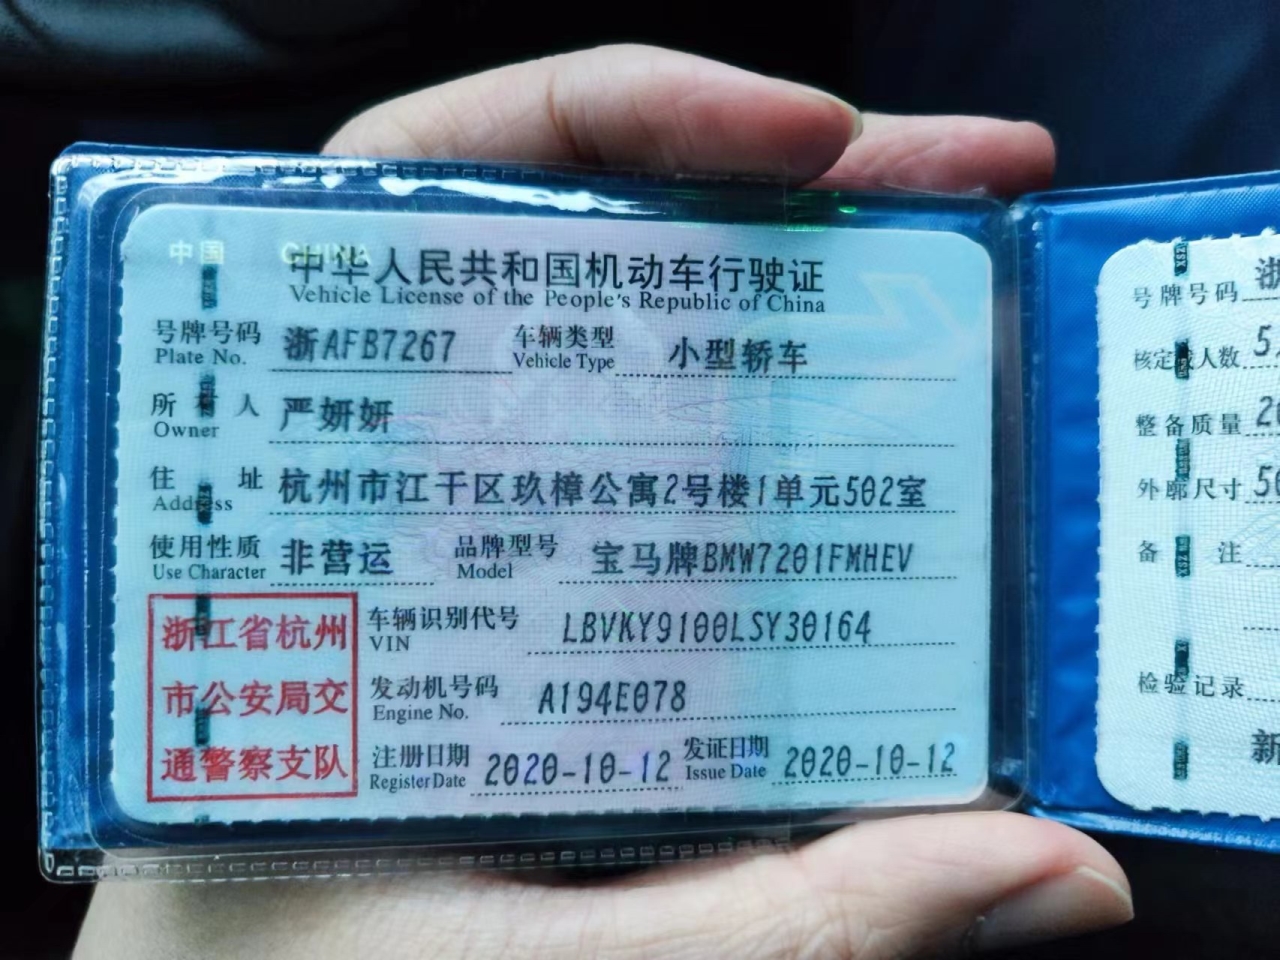 中国 CHINA
中华人民共和国机动车行驶证
Vehicle License of the People's Republic of China
号牌号码 浙AFB7267 车辆类型 小型轿车
Plate No. Vehicle Type
所有人 严妍妍
Owner
住址 杭州市江干区玖樟公寓2号楼1单元502室
Address
使用性质 非营运 品牌型号 宝马牌BMW7201FMHEV
Use Character Model
浙江省杭州
市公安局交
通警察支队
车辆识别代号 LBVKY9100LSY30164
VIN
发动机号码 A194E078
Engine No.
注册日期 2020-10-12 发证日期 2020-10-12
Register Date Issue Date
号牌号码 浙
核定载人数 5
整备质量 20
外廓尺寸 50
备注
检验记录
新